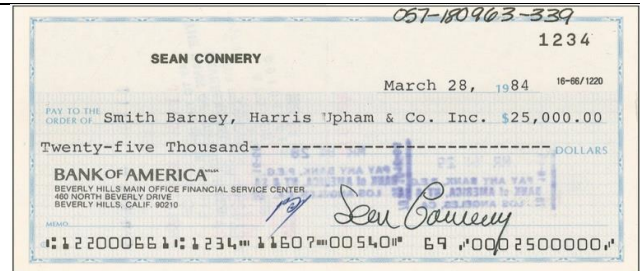 057-180963-339
1234
SEAN CONNERY
March 28, 1984 16-66/1220
PAY TO THE
ORDER OF Smith Barney, Harris Upham & Co. Inc. $25,000.00
Twenty-five Thousand------------------------------ DOLLARS
BANK OF AMERICA
BEVERLY HILLS MAIN OFFICE FINANCIAL SERVICE CENTER
460 NORTH BEVERLY DRIVE
BEVERLY HILLS, CALIF. 90210
Sean Connery
MEMO
⑆122000661⑆1234⑈11607⑈00540⑈ 69 ⑇0002500000⑇